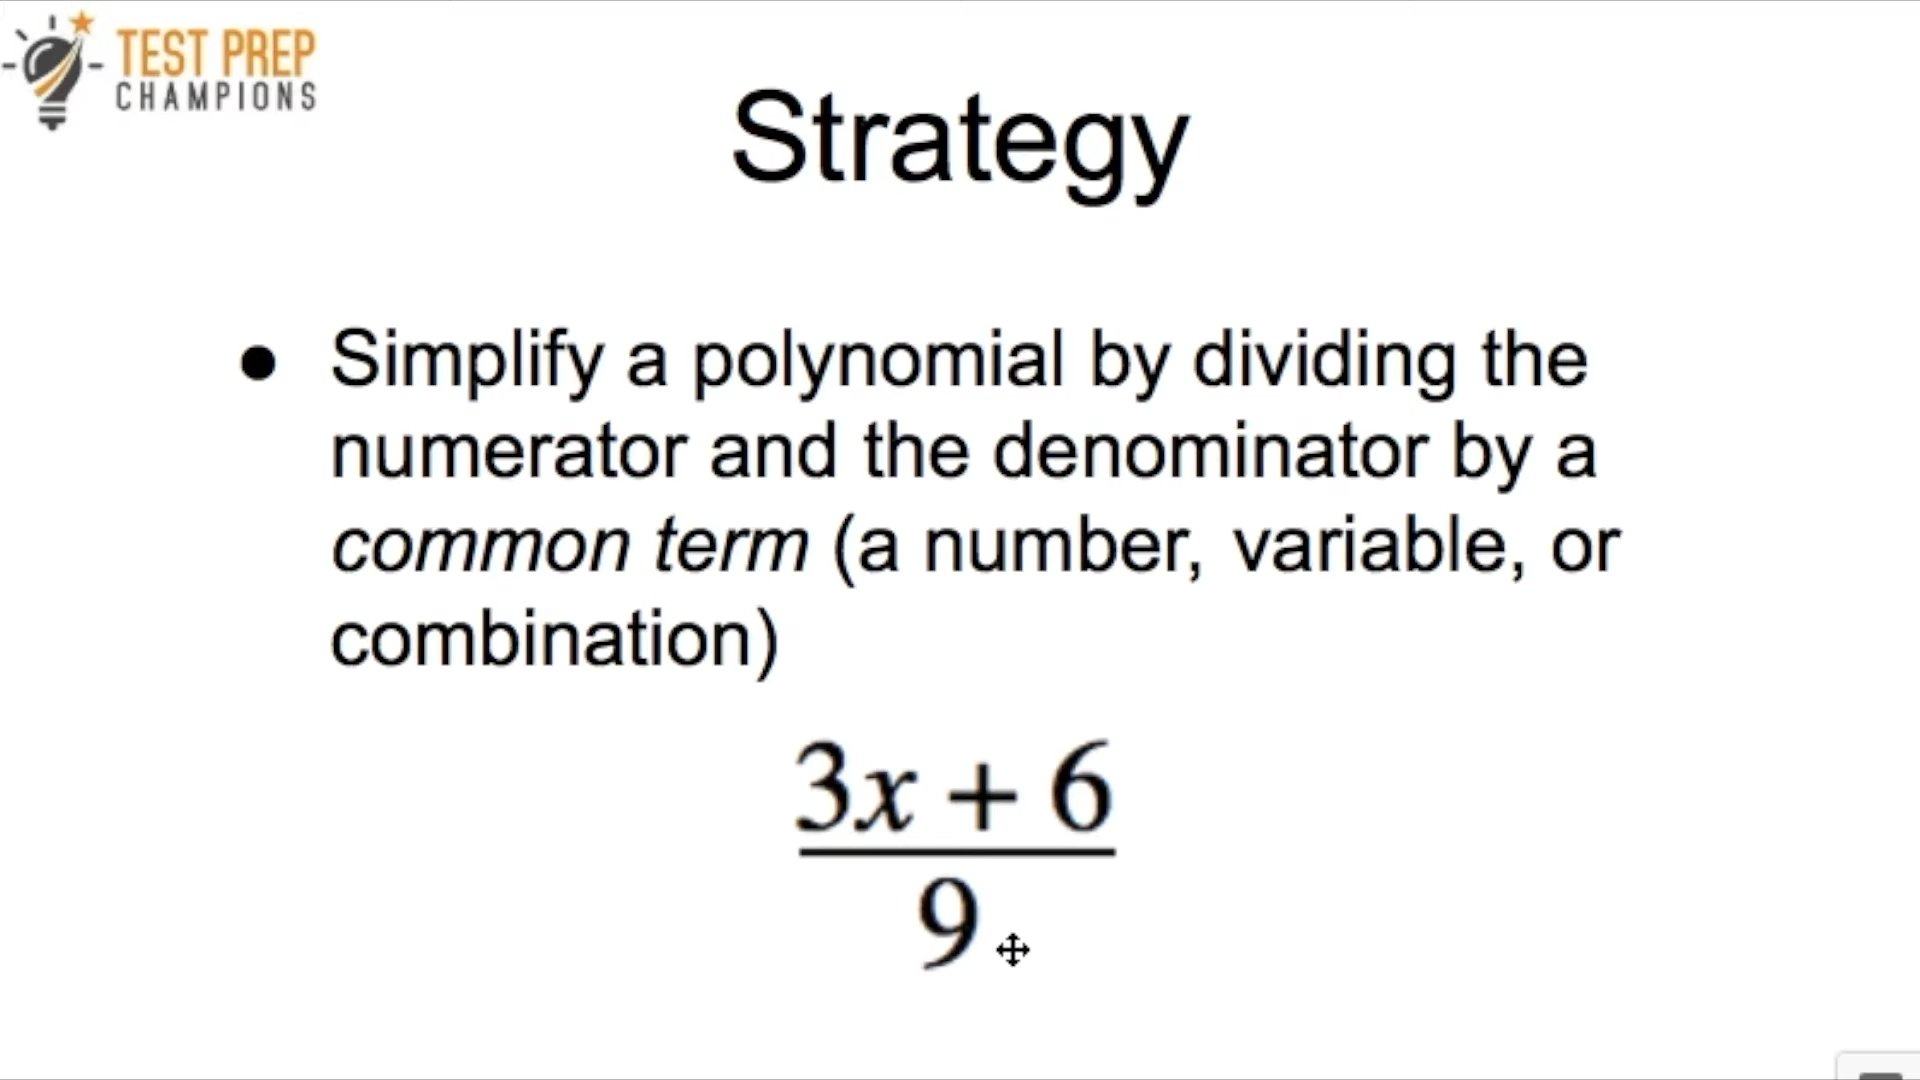 TEST PREP
CHAMPIONS
Strategy
● Simplify a polynomial by dividing the
numerator and the denominator by a
common term (a number, variable, or
combination)
3x + 6
9